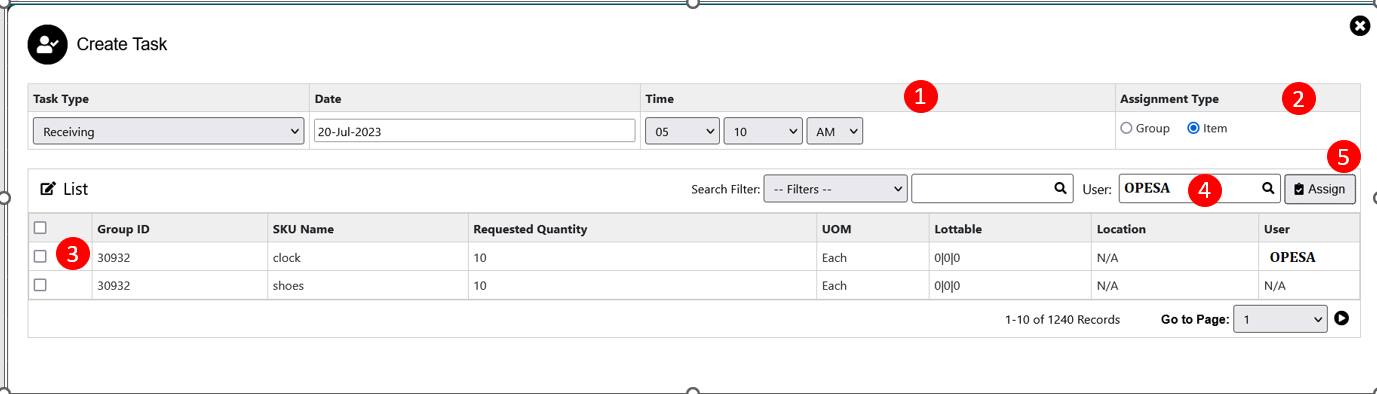 Create Task
Task Type Date Time 1 Assignment Type 2
Receiving 20-Jul-2023 05 10 AM Group Item
5
List Search Filter: -- Filters -- User: OPESA 4 Assign
Group ID SKU Name Requested Quantity UOM Lottable Location User
3 30932 clock 10 Each 0|0|0 N/A OPESA
30932 shoes 10 Each 0|0|0 N/A N/A
1-10 of 1240 Records Go to Page: 1